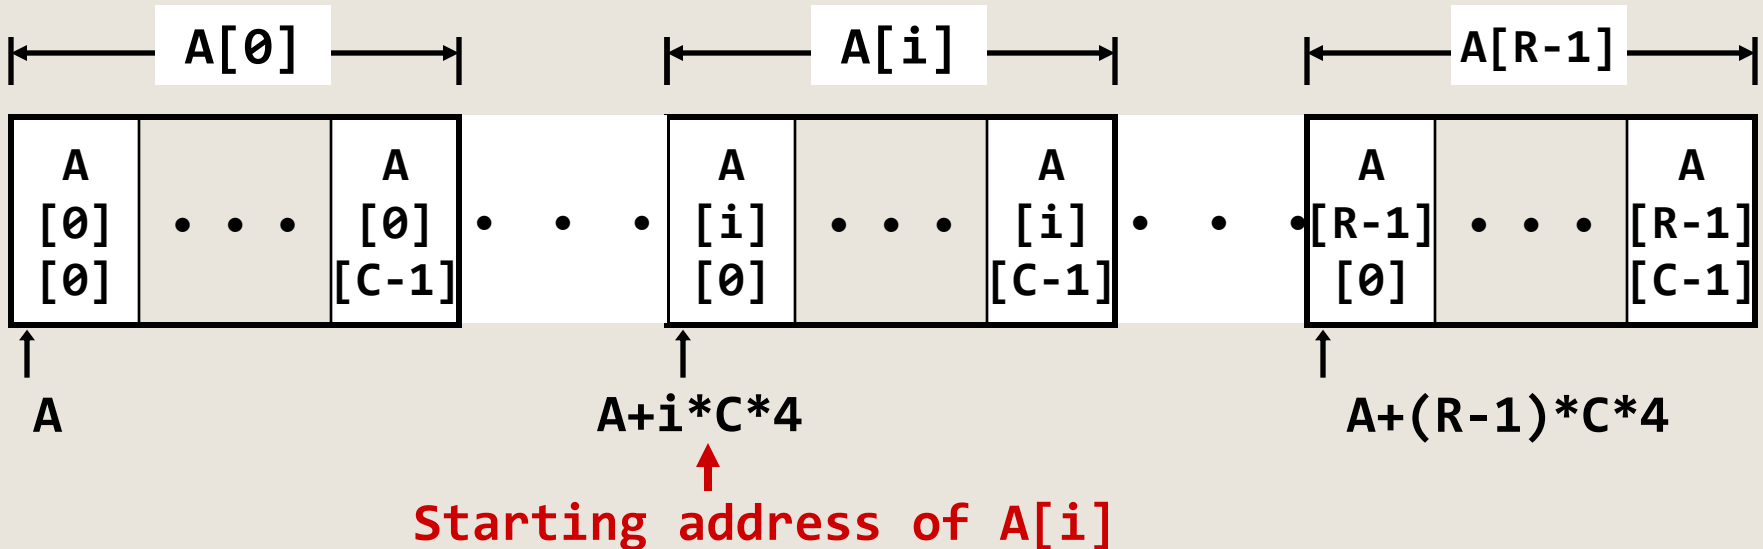 A[0] A[i] A[R-1]
A A A A A A
[0] • • • [0] • • • [i] • • • [i] • • • [R-1] • • • [R-1]
[0] [C-1] [0] [C-1] [0] [C-1]
A A+i*C*4 A+(R-1)*C*4
Starting address of A[i]